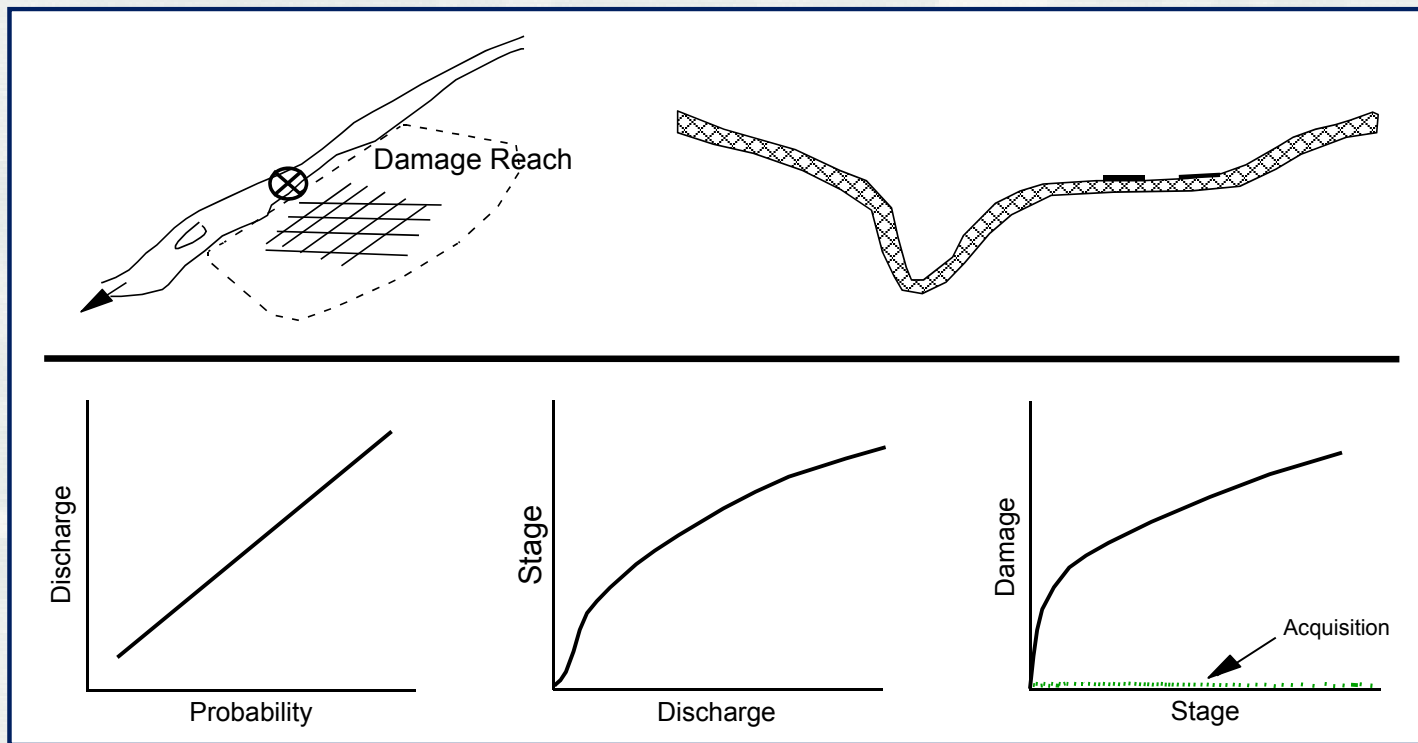 Damage Reach
Discharge
Probability
Stage
Discharge
Damage
Acquisition
Stage